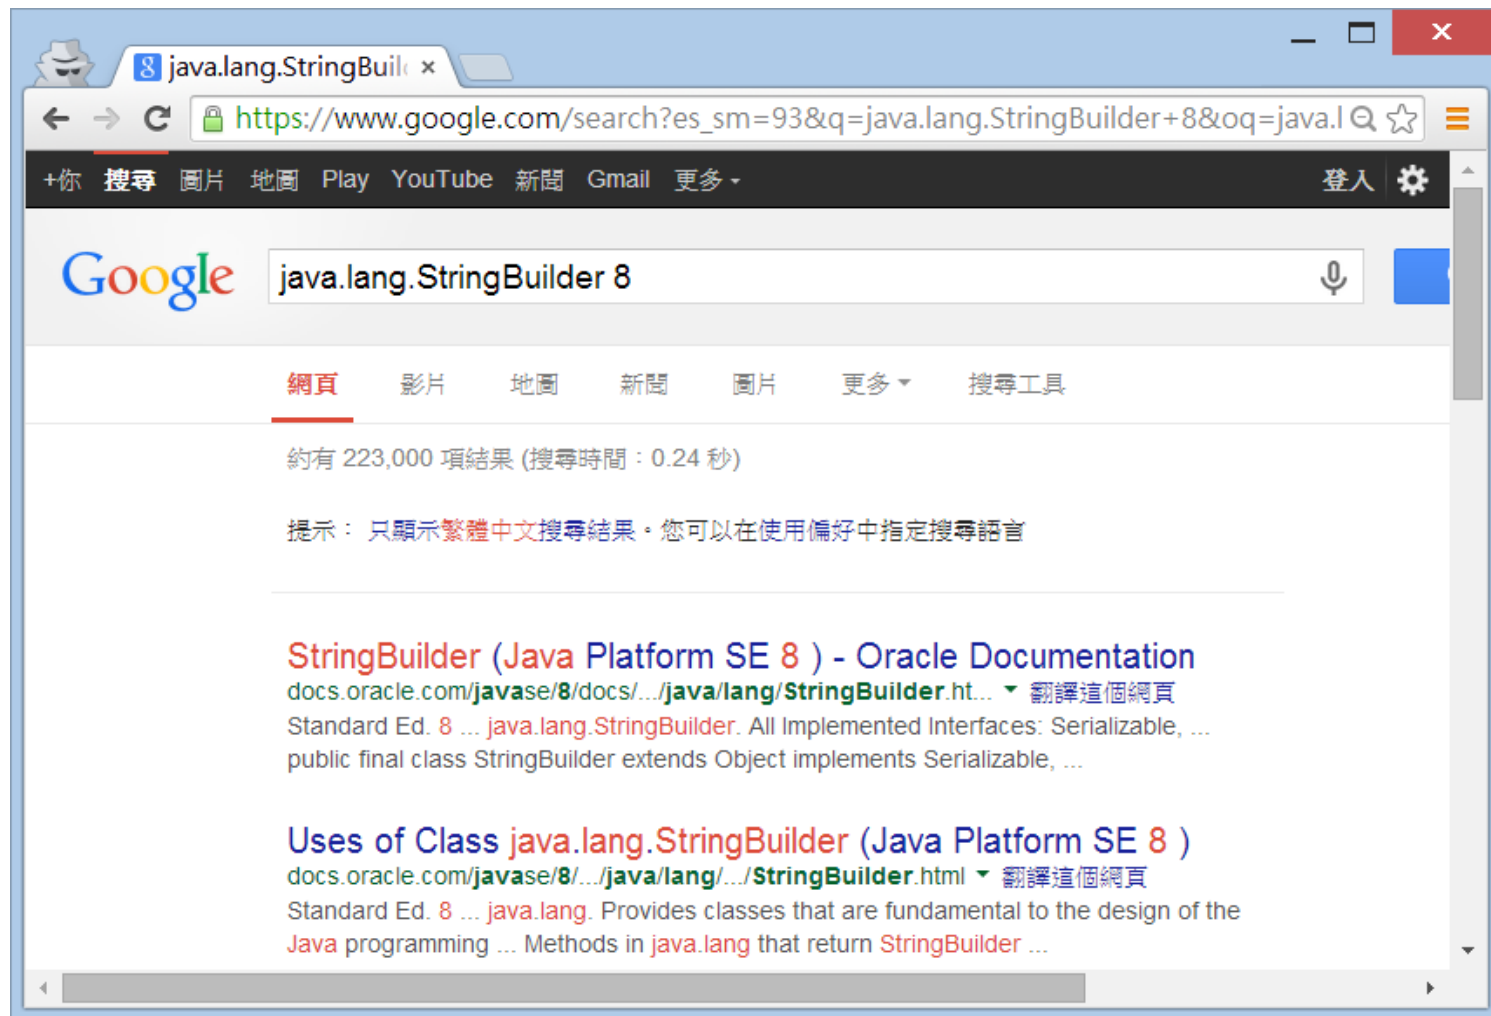 java.lang.StringBuil
https://www.google.com/search?es_sm=93&q=java.lang.StringBuilder+8&oq=java.l
+你 搜尋 圖片 地圖 Play YouTube 新聞 Gmail 更多 登入
Google java.lang.StringBuilder 8
網頁 影片 地圖 新聞 圖片 更多 搜尋工具
約有 223,000 項結果 (搜尋時間：0.24 秒)
提示： 只顯示繁體中文搜尋結果。您可以在使用偏好中指定搜尋語言
StringBuilder (Java Platform SE 8 ) - Oracle Documentation
docs.oracle.com/javase/8/docs/.../java/lang/StringBuilder.ht... 翻譯這個網頁
Standard Ed. 8 ... java.lang.StringBuilder. All Implemented Interfaces: Serializable, ...
public final class StringBuilder extends Object implements Serializable, ...
Uses of Class java.lang.StringBuilder (Java Platform SE 8 )
docs.oracle.com/javase/8/.../java/lang/.../StringBuilder.html 翻譯這個網頁
Standard Ed. 8 ... java.lang. Provides classes that are fundamental to the design of the
Java programming ... Methods in java.lang that return StringBuilder ...